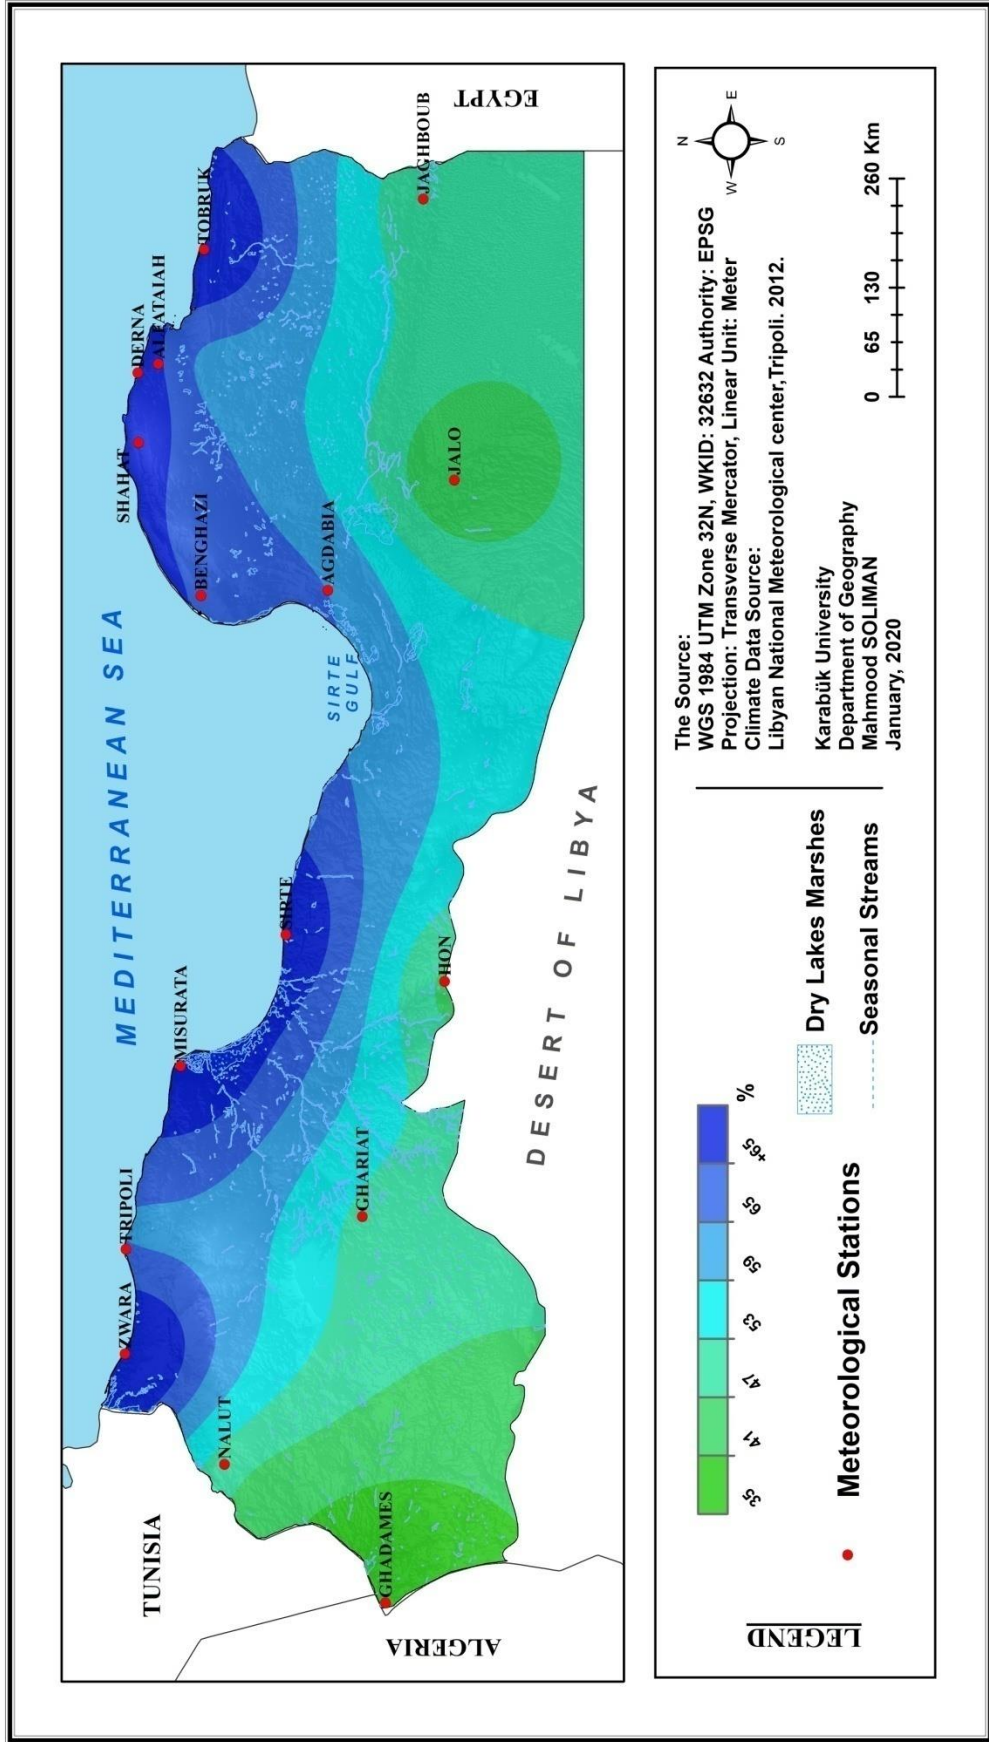 MEDITERRANEAN SEA
SIRTE
GULF
DESERT OF LIBYA
TUNISIA
ALGERIA
EGYPT
ZWARA
TRIPOLI
MISURATA
SIRTE
NALUT
GHADAMES
GHARIAT
HON
BENGHAZI
AGDABIA
SHAHAT
DERNA
ALFATAIAH
TOBRUK
JALO
JAGHBOUB
LEGEND
35
41
47
53
59
65
+65
%
Meteorological Stations
Dry Lakes Marshes
Seasonal Streams
The Source:
WGS 1984 UTM Zone 32N, WKID: 32632 Authority: EPSG
Projection: Transverse Mercator, Linear Unit: Meter
Climate Data Source:
Libyan National Meteorological center,Tripoli. 2012.
Karabük University
Department of Geography
Mahmood SOLIMAN
January, 2020
N
W
E
S
0 65 130 260 Km